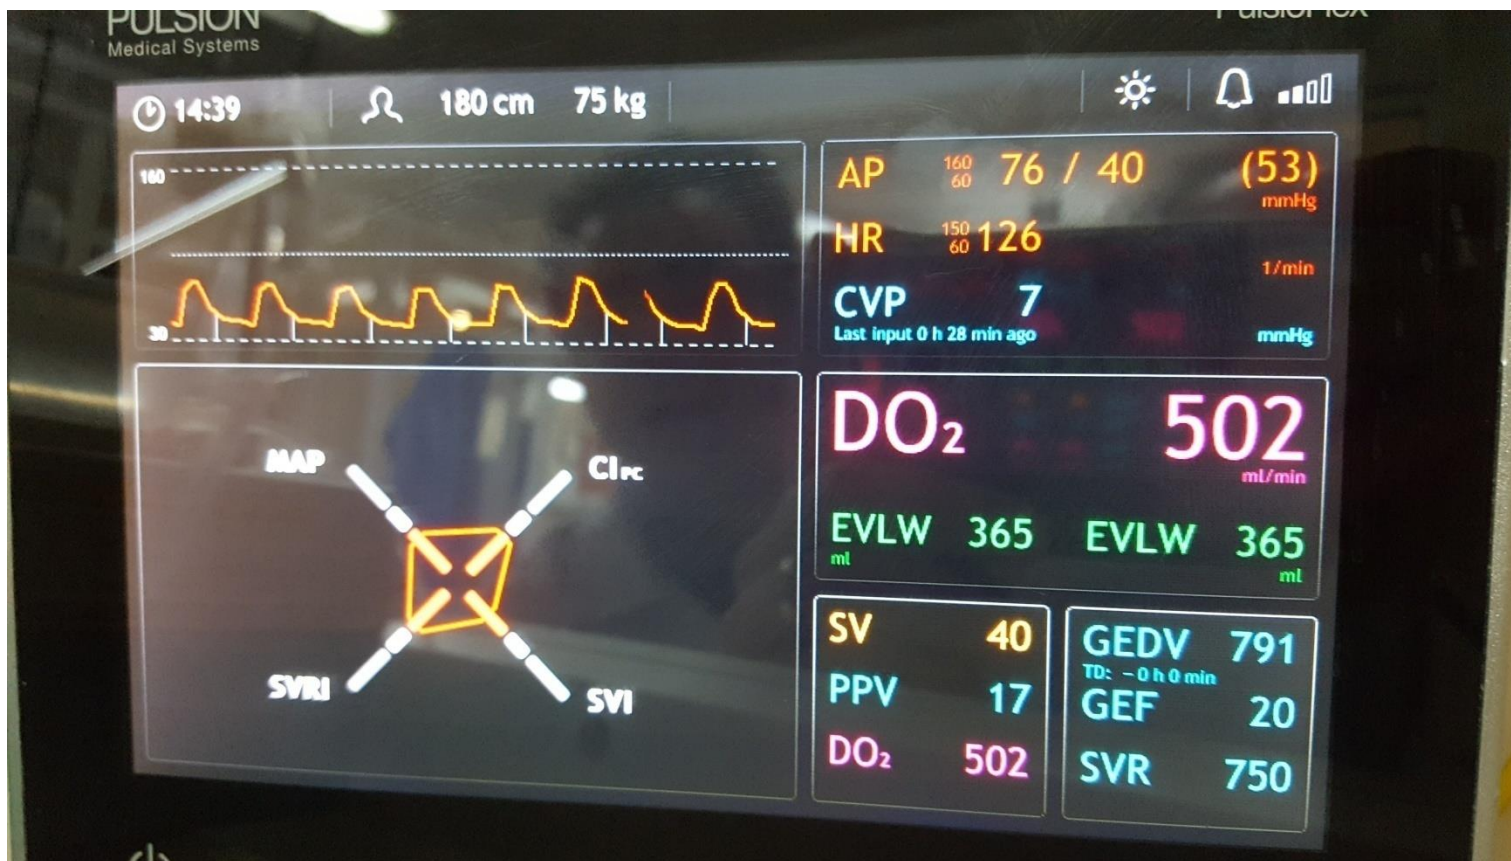 PULSION
Medical Systems
14:39 180 cm 75 kg
160
30
AP 160 60 76 / 40 (53)
mmHg
HR 150 60 126
1/min
CVP 7
Last input 0 h 28 min ago mmHg
DO₂ 502
ml/min
EVLW 365 EVLW 365
ml ml
MAP CIPC
SVRI SVI
SV 40
PPV 17
DO₂ 502
GEDV 791
TD: - 0 h 0 min
GEF 20
SVR 750